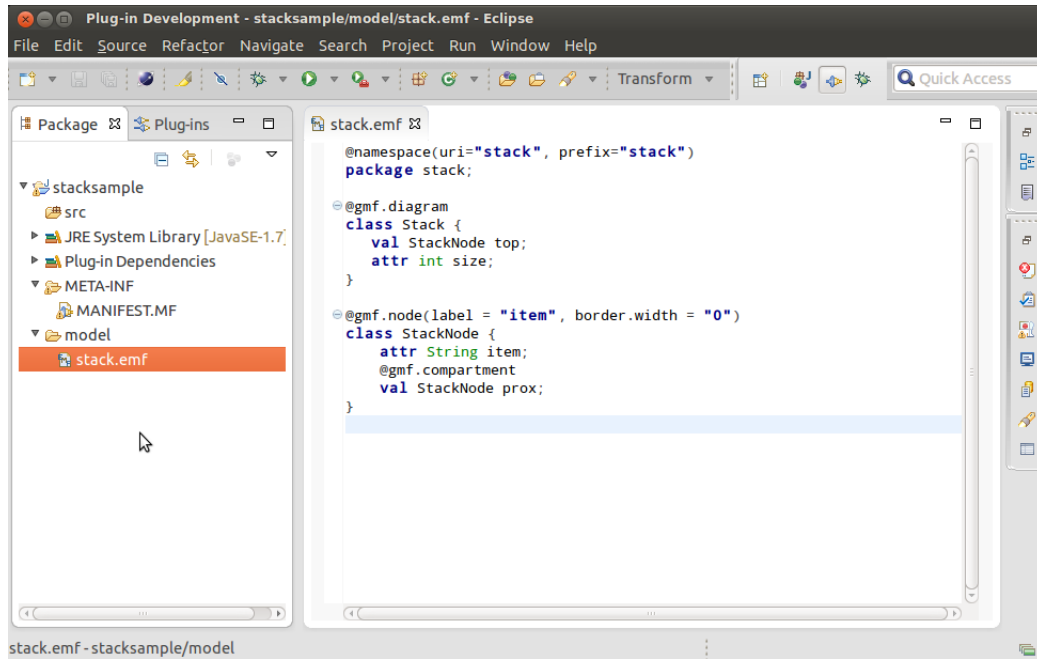 Plug-in Development - stacksample/model/stack.emf - Eclipse
File Edit Source Refactor Navigate Search Project Run Window Help
Transform
Quick Access
Package
Plug-ins
stacksample
src
JRE System Library [JavaSE-1.7]
Plug-in Dependencies
META-INF
MANIFEST.MF
model
stack.emf
stack.emf
@namespace(uri="stack", prefix="stack")
package stack;
@gmf.diagram
class Stack {
val StackNode top;
attr int size;
}
@gmf.node(label = "item", border.width = "0")
class StackNode {
attr String item;
@gmf.compartment
val StackNode prox;
}
stack.emf - stacksample/model